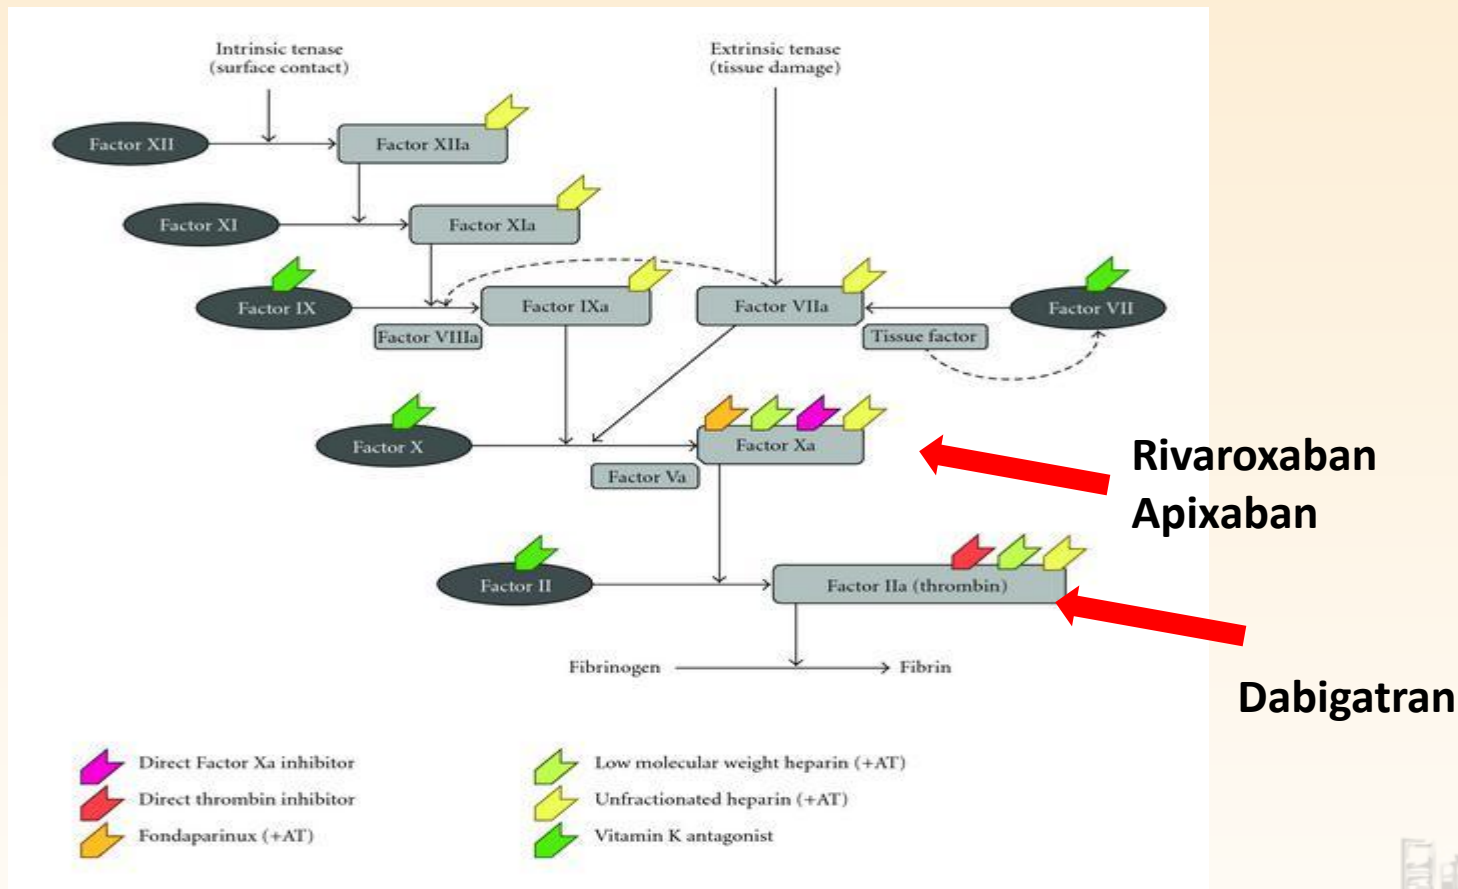 Intrinsic tenase
(surface contact)
Extrinsic tenase
(tissue damage)
Factor XII
Factor XIIa
Factor XI
Factor XIa
Factor IX
Factor IXa
Factor VIIa
Factor VII
Factor VIIIa
Tissue factor
Factor X
Factor Xa
Factor Va
Rivaroxaban
Apixaban
Factor II
Factor IIa (thrombin)
Fibrinogen
Fibrin
Dabigatran
Direct Factor Xa inhibitor
Direct thrombin inhibitor
Fondaparinux (+AT)
Low molecular weight heparin (+AT)
Unfractionated heparin (+AT)
Vitamin K antagonist